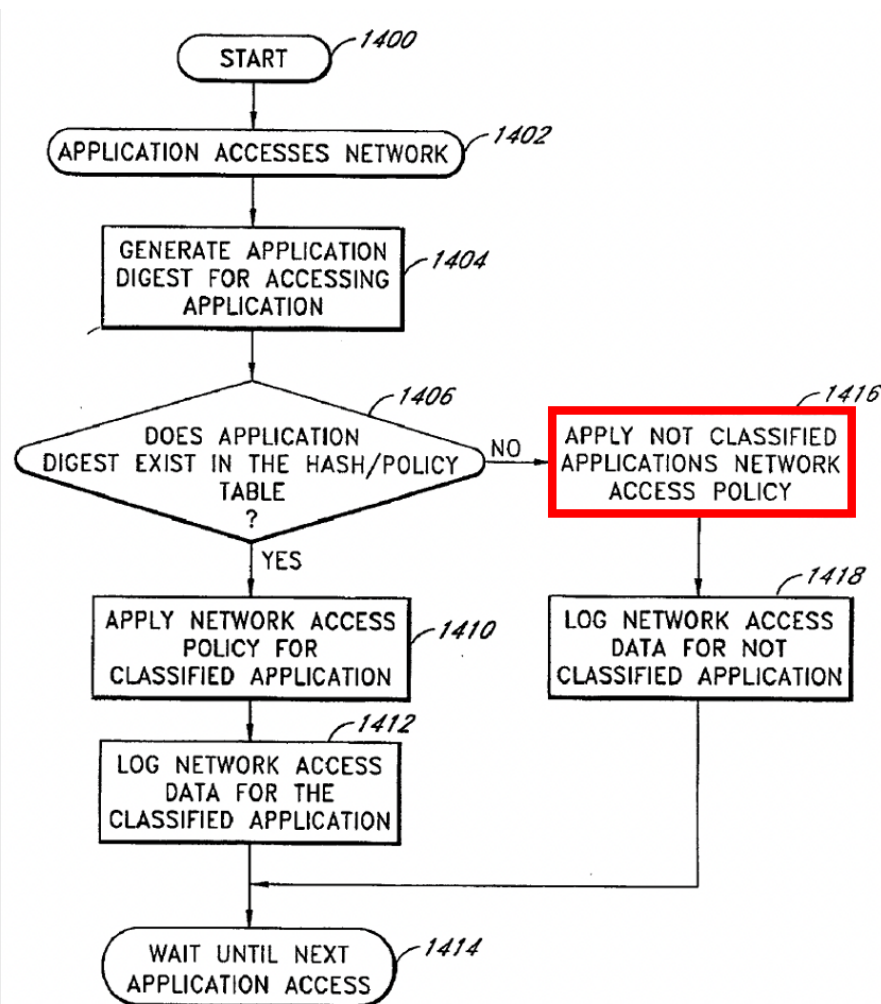 START
1400
APPLICATION ACCESSES NETWORK
1402
GENERATE APPLICATION
DIGEST FOR ACCESSING
APPLICATION
1404
DOES APPLICATION
DIGEST EXIST IN THE HASH/POLICY
TABLE
?
1406
NO
APPLY NOT CLASSIFIED
APPLICATIONS NETWORK
ACCESS POLICY
1416
YES
APPLY NETWORK ACCESS
POLICY FOR
CLASSIFIED APPLICATION
1410
LOG NETWORK ACCESS
DATA FOR NOT
CLASSIFIED APPLICATION
1418
LOG NETWORK ACCESS
DATA FOR THE
CLASSIFIED APPLICATION
1412
WAIT UNTIL NEXT
APPLICATION ACCESS
1414